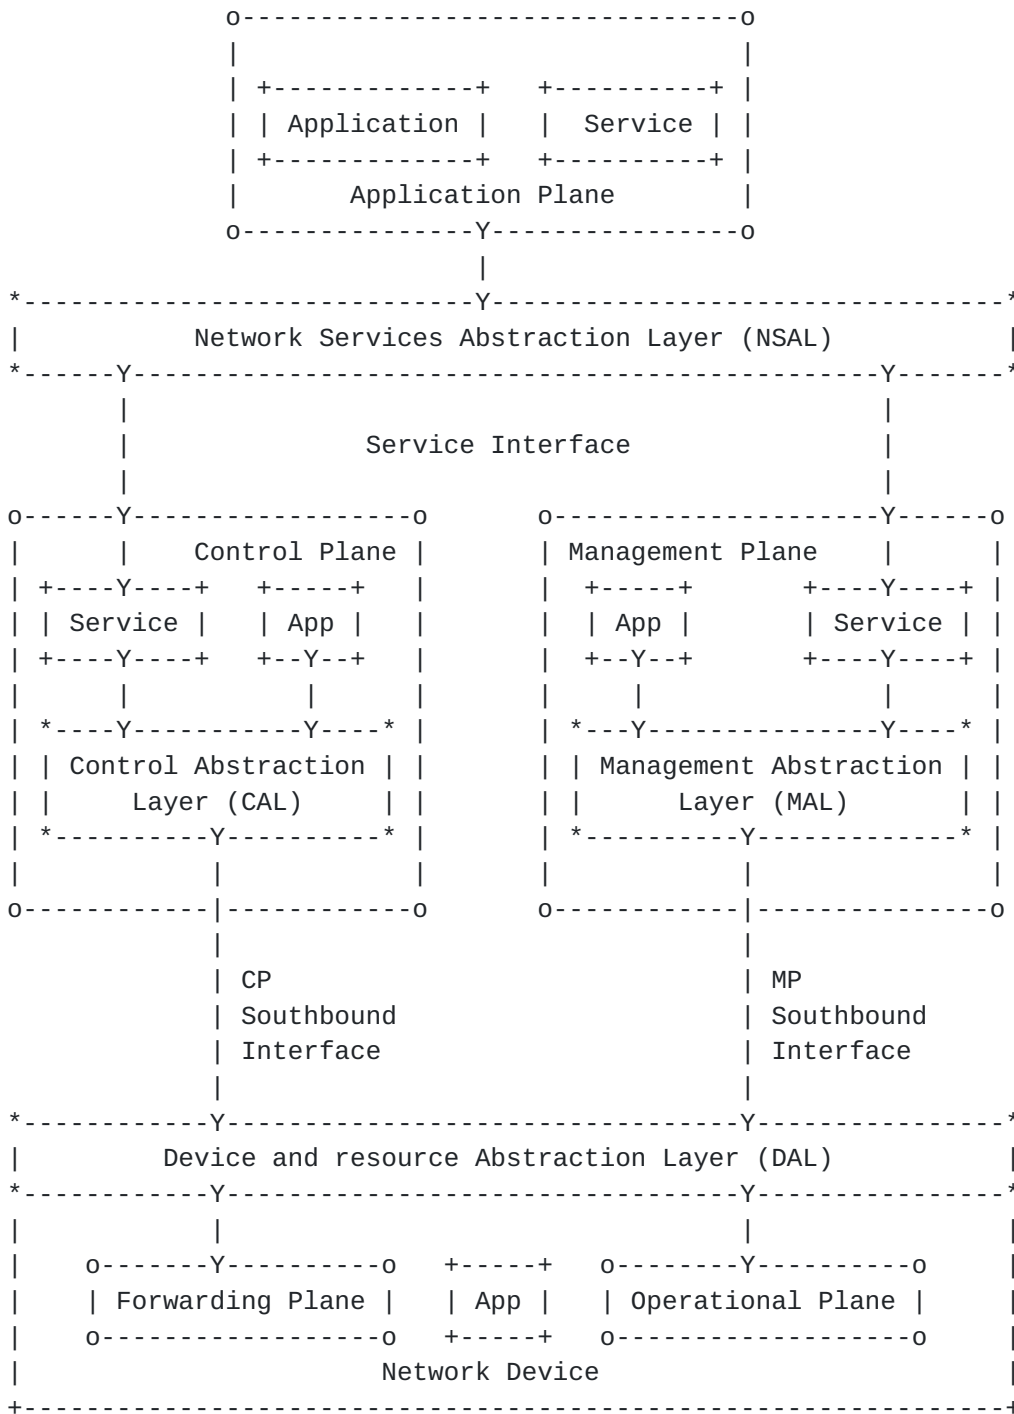 o--------------------------------o
|                                |
| +-------------+   +----------+ |
| | Application |   |  Service | |
| +-------------+   +----------+ |
|       Application Plane        |
o---------------Y----------------o
|
*-----------------------------Y---------------------------------*
|           Network Services Abstraction Layer (NSAL)           |
*------Y------------------------------------------------Y-------*
|                                                |
|               Service Interface                |
|                                                |
o------Y------------------o       o---------------------Y------o
|      |    Control Plane |       | Management Plane    |      |
| +----Y----+   +-----+   |       |  +-----+       +----Y----+ |
| | Service |   | App |   |       |  | App |       | Service | |
| +----Y----+   +--Y--+   |       |  +--Y--+       +----Y----+ |
|      |           |      |       |     |               |      |
| *----Y-----------Y----* |       | *---Y---------------Y----* |
| | Control Abstraction | |       | | Management Abstraction | |
| |     Layer (CAL)     | |       | |      Layer (MAL)       | |
| *----------Y----------* |       | *----------Y-------------* |
|            |            |       |            |               |
o------------|------------o       o------------|---------------o
|                                 |
| CP                              | MP
| Southbound                      | Southbound
| Interface                       | Interface
|                                 |
*------------Y---------------------------------Y----------------*
|         Device and resource Abstraction Layer (DAL)           |
*------------Y---------------------------------Y----------------*
|            |                                 |                |
|    o-------Y----------o   +-----+   o--------Y----------o     |
|    | Forwarding Plane |   | App |   | Operational Plane |     |
|    o------------------o   +-----+   o-------------------o     |
|                       Network Device                          |
+---------------------------------------------------------------+